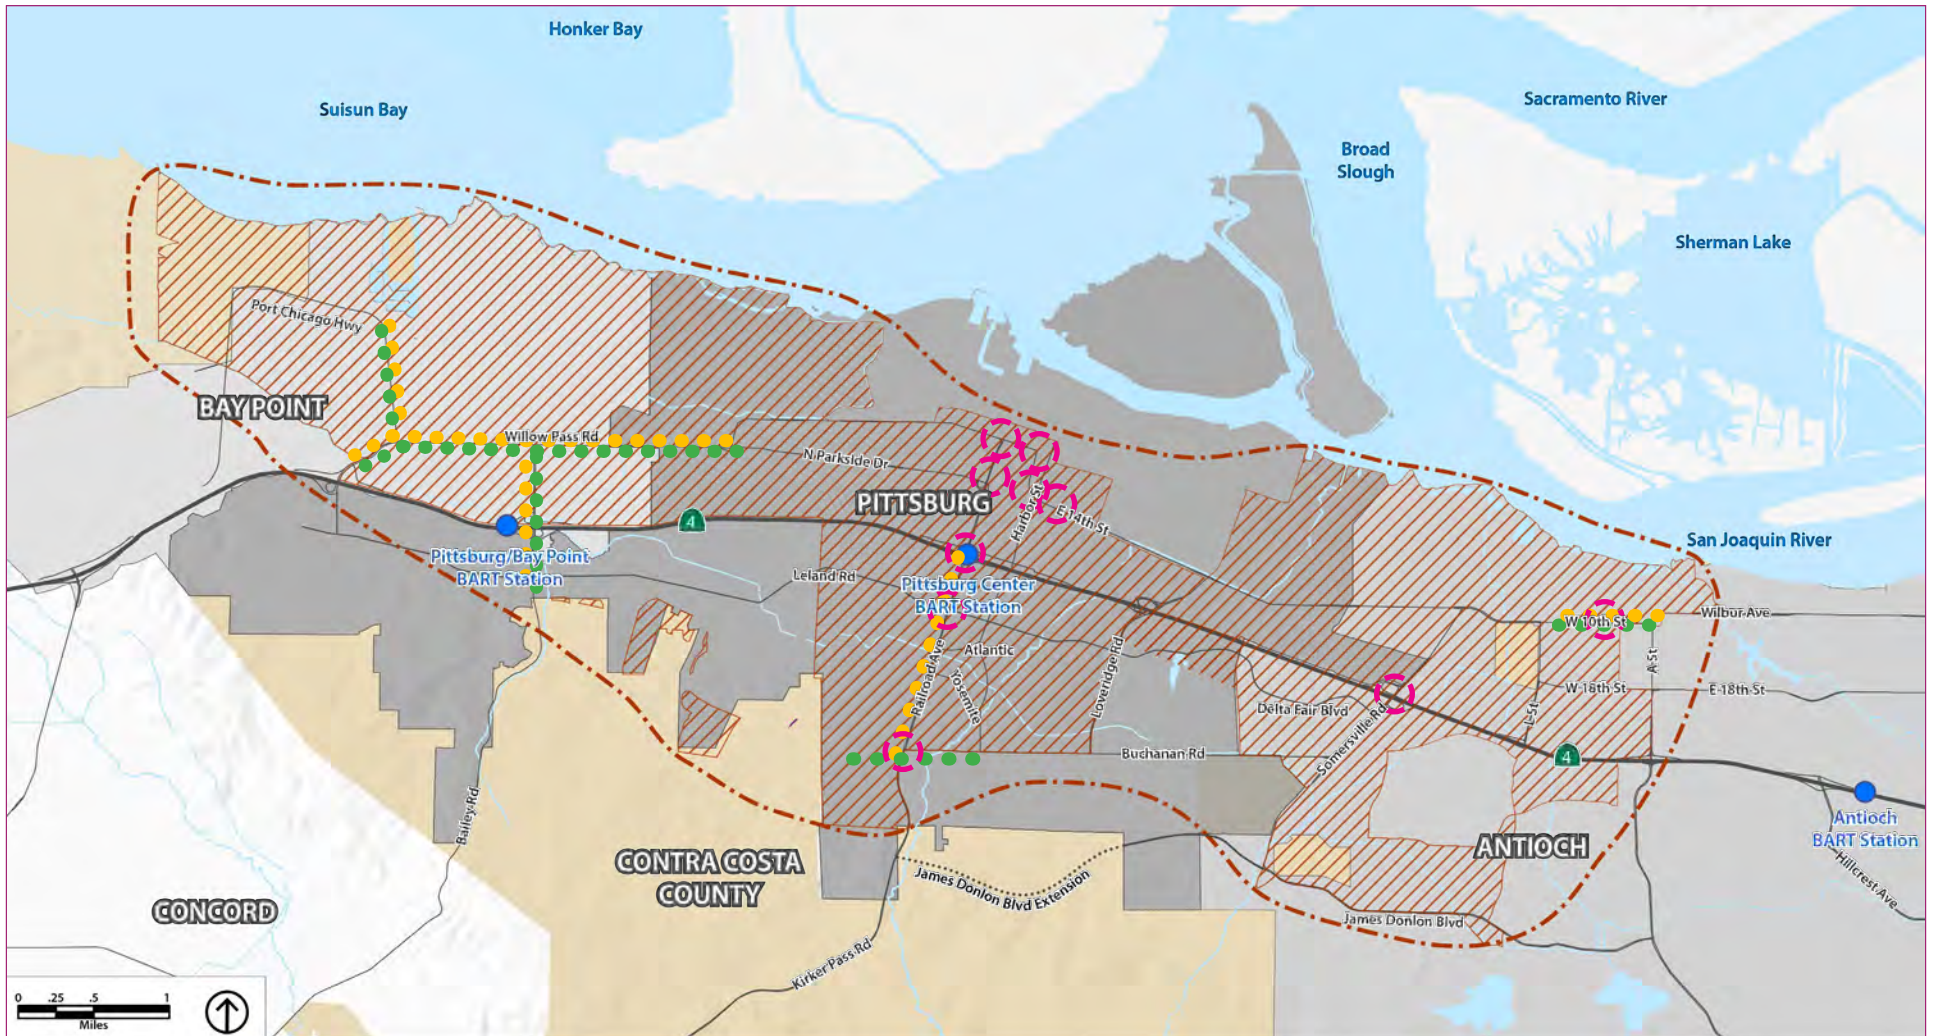 Honker Bay
Suisun Bay
Sacramento River
Broad
Slough
Sherman Lake
Port Chicago Hwy
BAY POINT
Willow Pass Rd
N Parkside Dr
PITTSBURG
Harbor St
E 14th St
4
San Joaquin River
Pittsburg/Bay Point
BART Station
Leland Rd
Pittsburg Center
BART Station
Wilbur Ave
W 10th St
Atlantic
A St
Railroad Ave
Yosemite
Loveridge Rd
W 18th St
E 18th St
Delta Fair Blvd
L St
Somersville Rd
Buchanan Rd
4
Bailey Rd
Antioch
BART Station
ANTIOCH
CONTRA COSTA
COUNTY
James Donlon Blvd Extension
Hillcrest Ave
CONCORD
James Donlon Blvd
Kirker Pass Rd
0 .25 .5 1
Miles